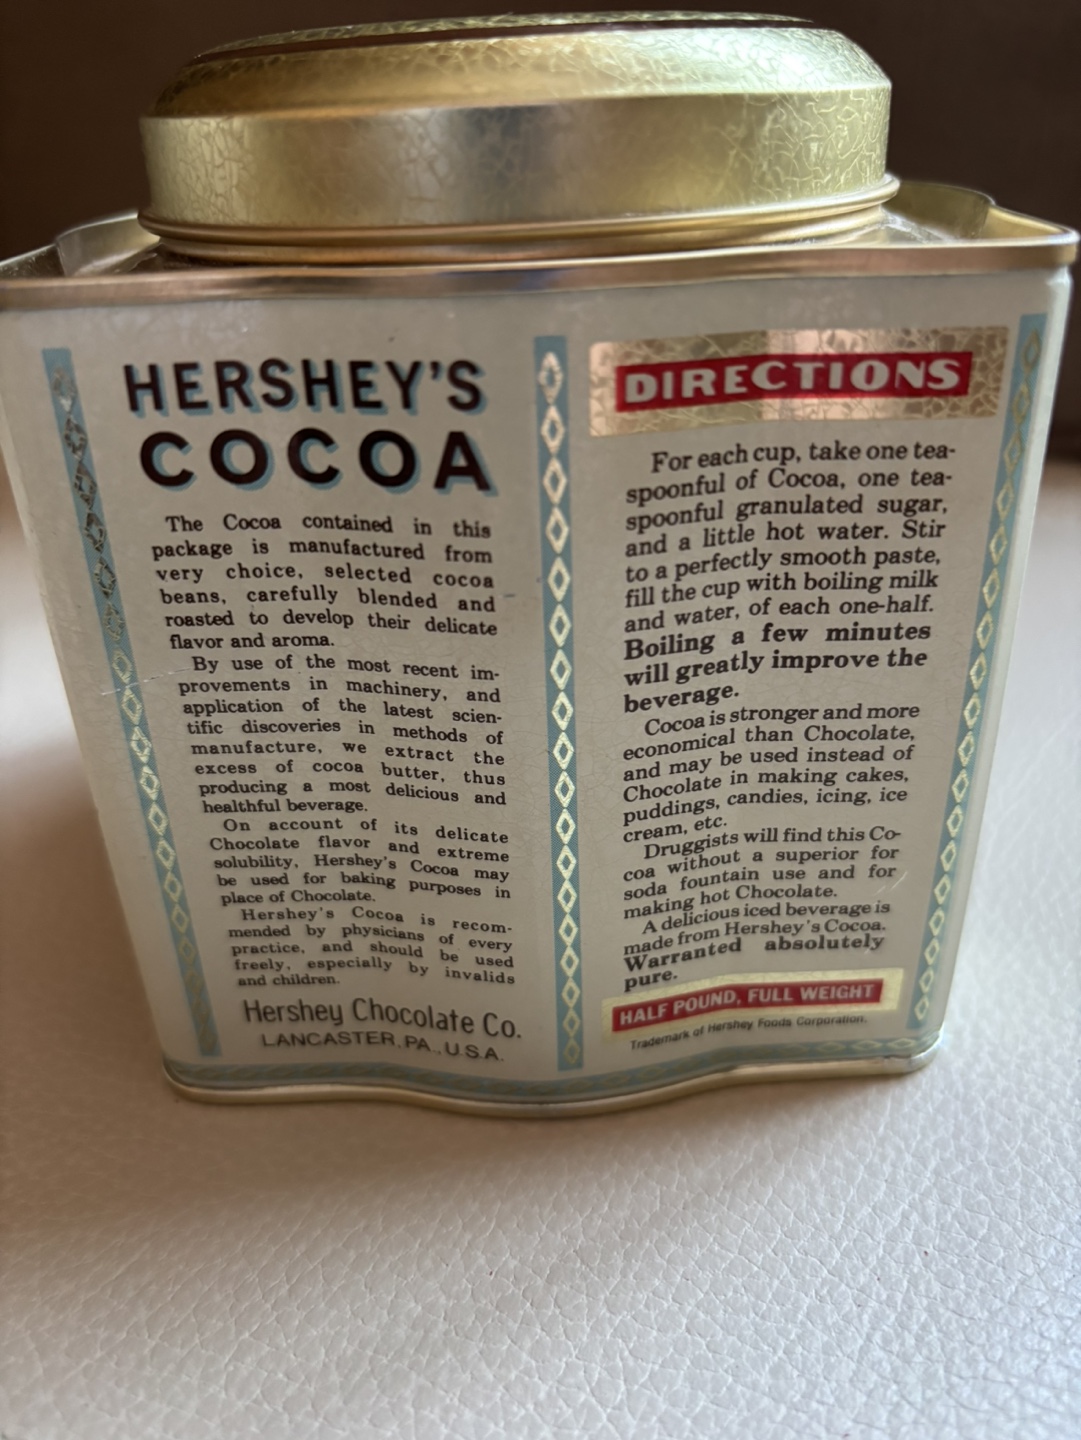 HERSHEY'S
COCOA
The Cocoa contained in this
package is manufactured from
very choice, selected cocoa
beans, carefully blended and
roasted to develop their delicate
flavor and aroma.
By use of the most recent im-
provements in machinery, and
application of the latest scien-
tific discoveries in methods of
manufacture, we extract the
excess of cocoa butter, thus
producing a most delicious and
healthful beverage.
On account of its delicate
Chocolate flavor and extreme
solubility, Hershey's Cocoa may
be used for baking purposes in
place of Chocolate.
Hershey's Cocoa is recom-
mended by physicians of every
practice, and should be used
freely, especially by invalids
and children.
Hershey Chocolate Co.
LANCASTER, PA., U.S.A.
DIRECTIONS
For each cup, take one tea-
spoonful of Cocoa, one tea-
spoonful granulated sugar,
and a little hot water. Stir
to a perfectly smooth paste,
fill the cup with boiling milk
and water, of each one-half.
Boiling a few minutes
will greatly improve the
beverage.
Cocoa is stronger and more
economical than Chocolate,
and may be used instead of
Chocolate in making cakes,
puddings, candies, icing, ice
cream, etc.
Druggists will find this Co-
coa without a superior for
soda fountain use and for
making hot Chocolate.
A delicious iced beverage is
made from Hershey's Cocoa.
Warranted absolutely
pure.
HALF POUND, FULL WEIGHT
Trademark of Hershey Foods Corporation.